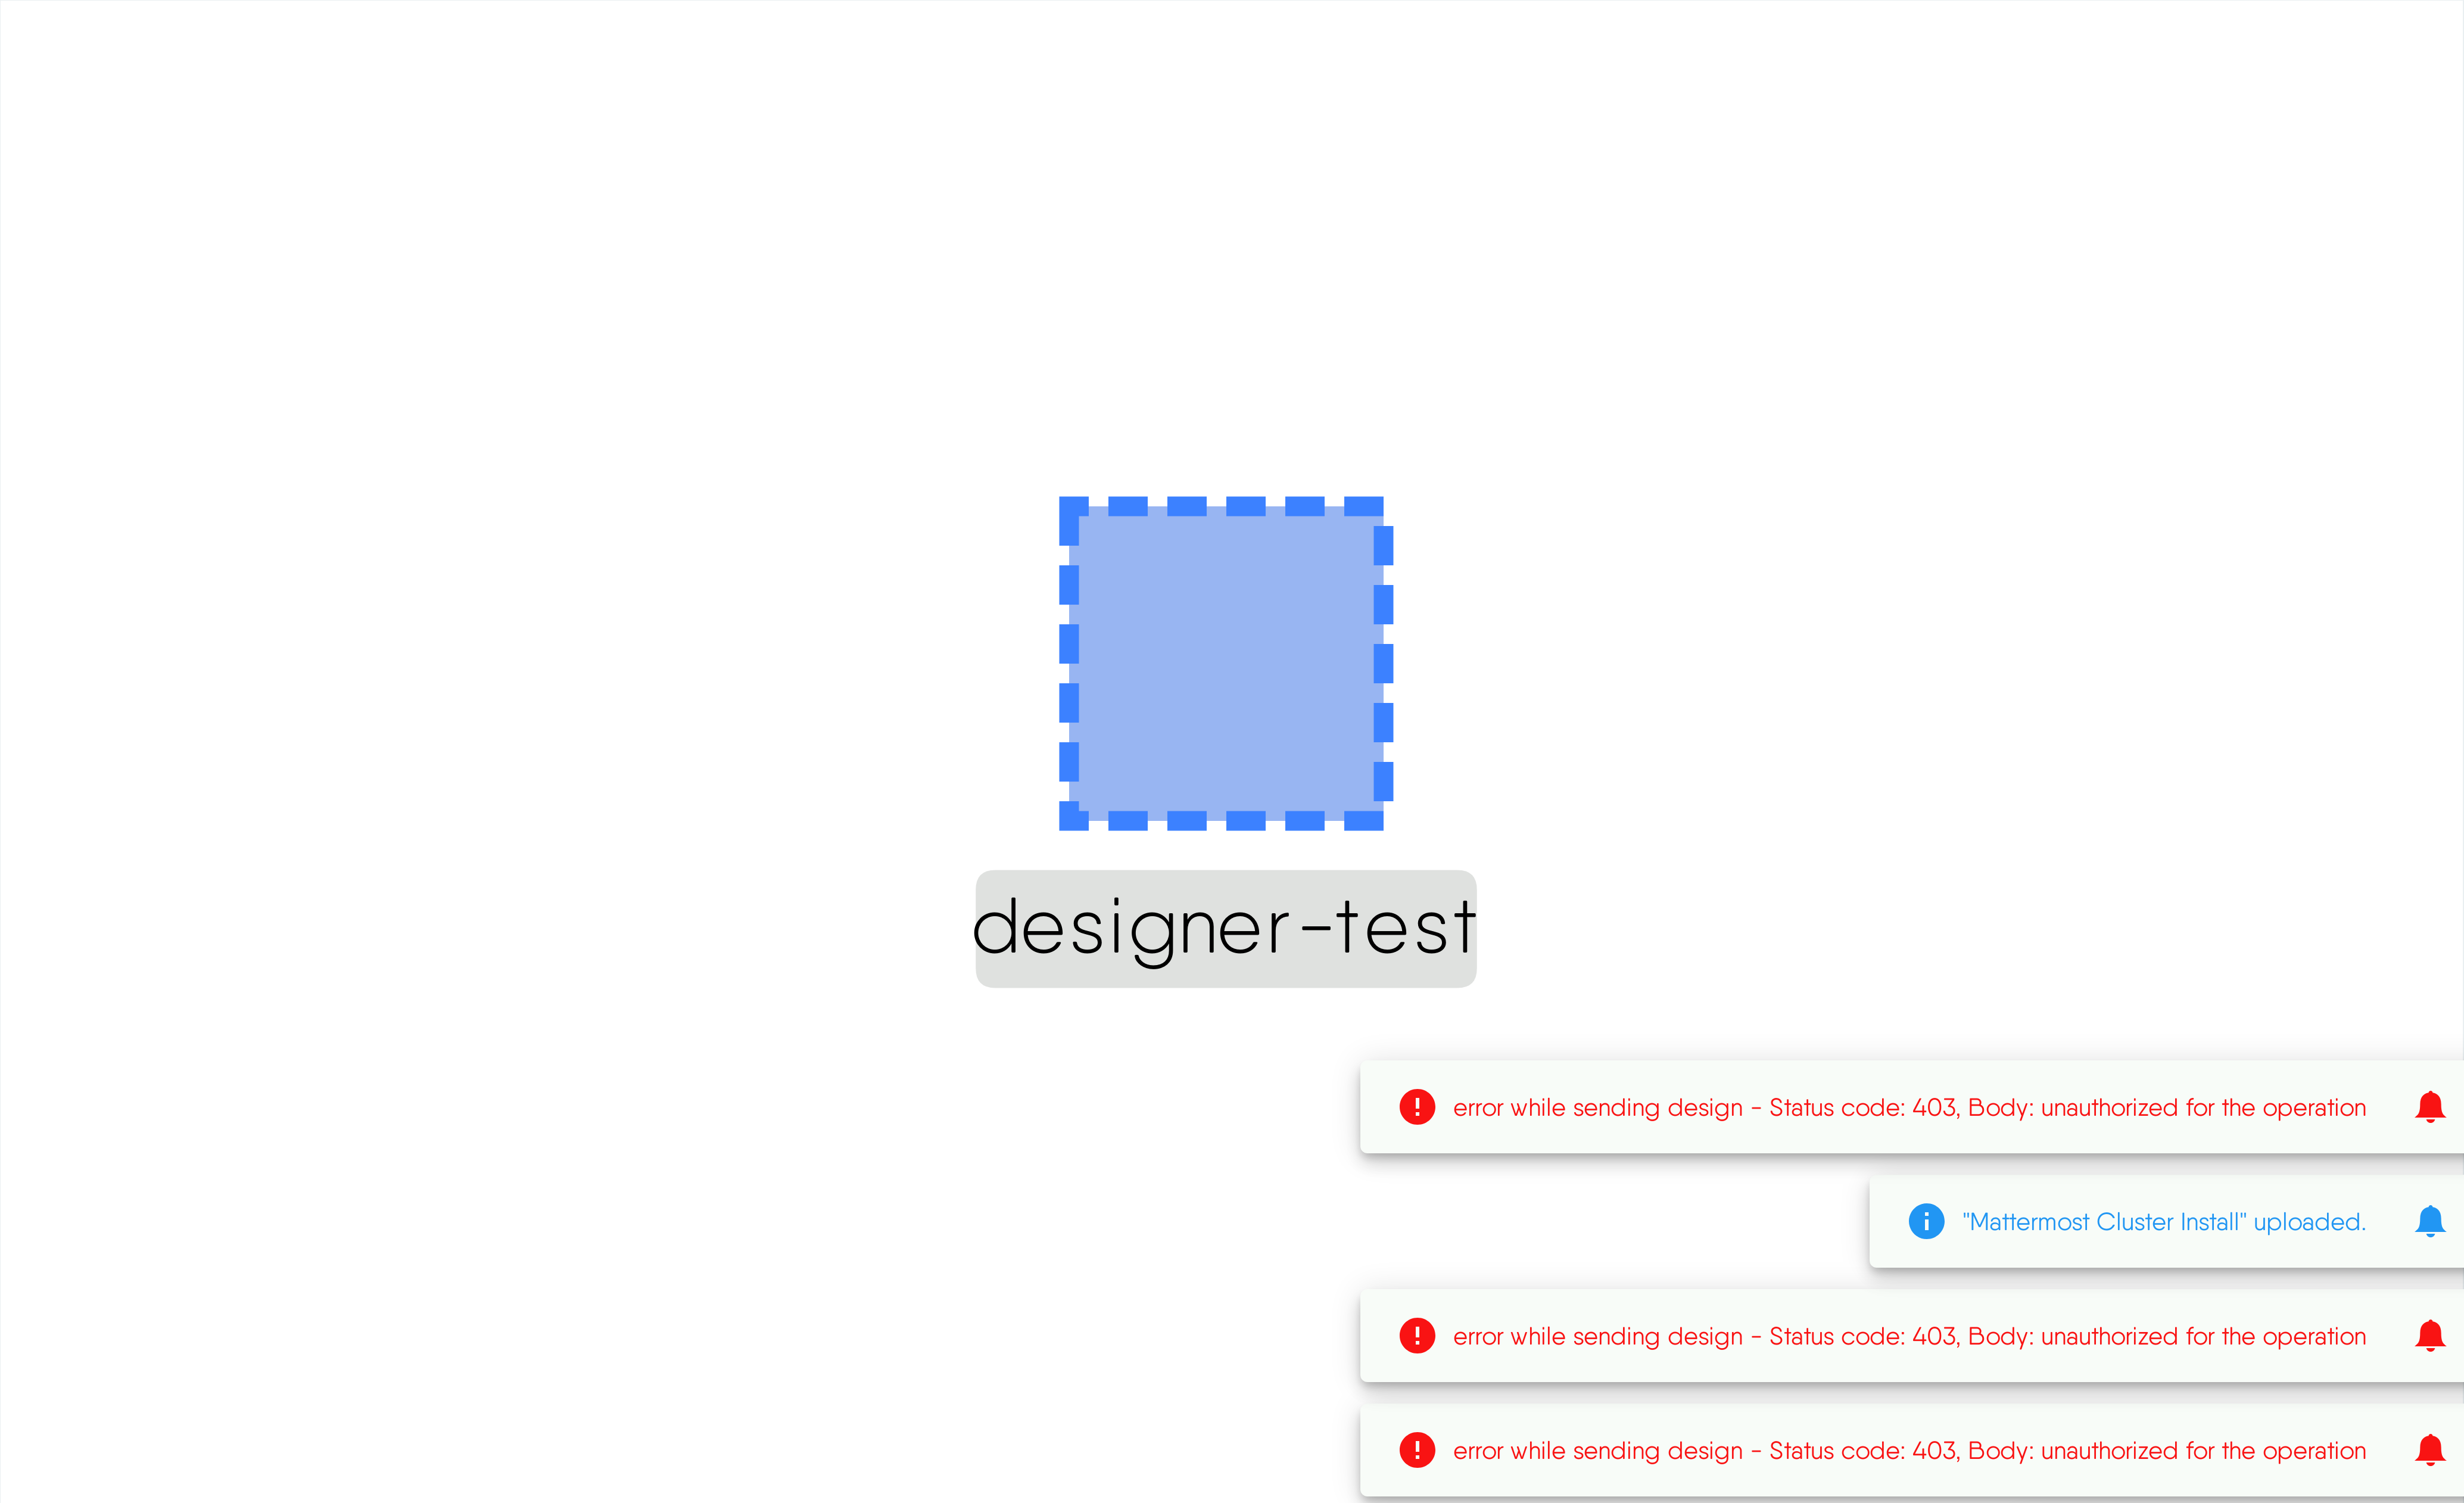 designer-test
error while sending design - Status code: 403, Body: unauthorized for the operation
"Mattermost Cluster Install" uploaded.
error while sending design - Status code: 403, Body: unauthorized for the operation
error while sending design - Status code: 403, Body: unauthorized for the operation